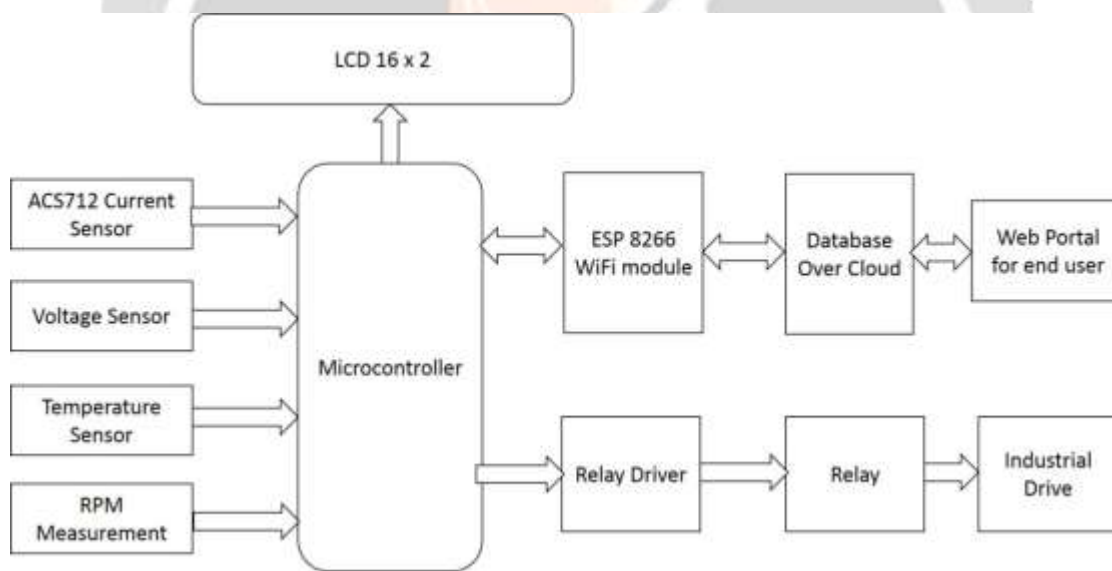 LCD 16 x 2
ACS712 Current
Sensor
Voltage Sensor
Temperature
Sensor
RPM
Measurement
Microcontroller
ESP 8266
WiFi module
Database
Over Cloud
Web Portal
for end user
Relay Driver
Relay
Industrial
Drive